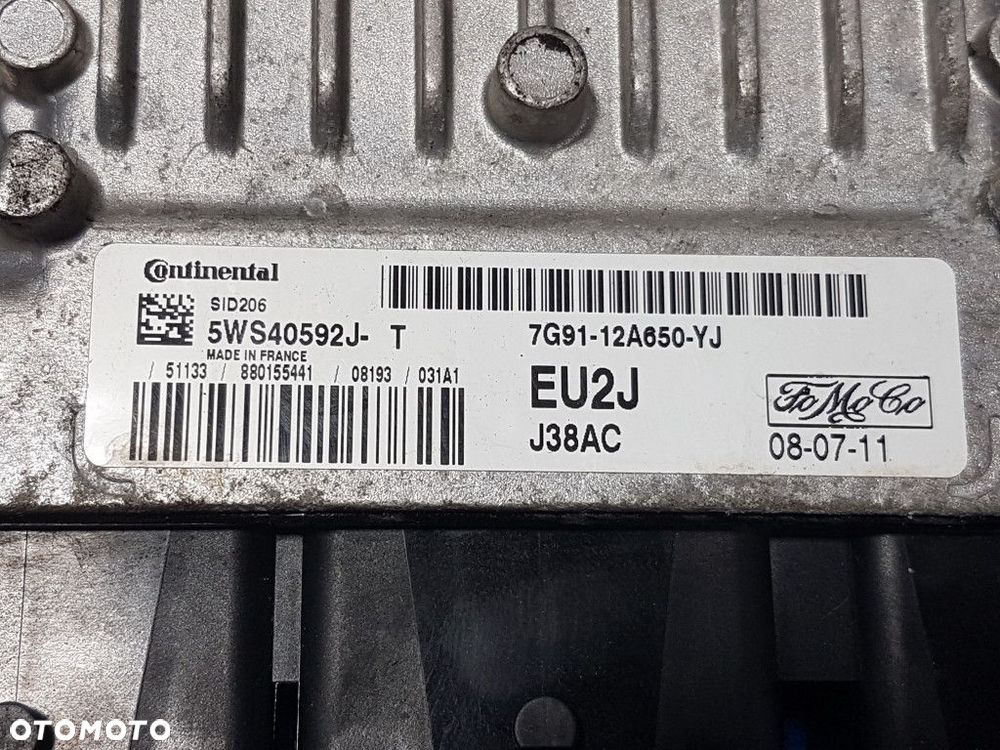 Continental
SID206
5WS40592J- T
MADE IN FRANCE
/ 51133 / 880155441 / 08193 / 031A1
7G91-12A650-YJ
EU2J
J38AC
FoMoCo
08-07-11
OTOMOTO